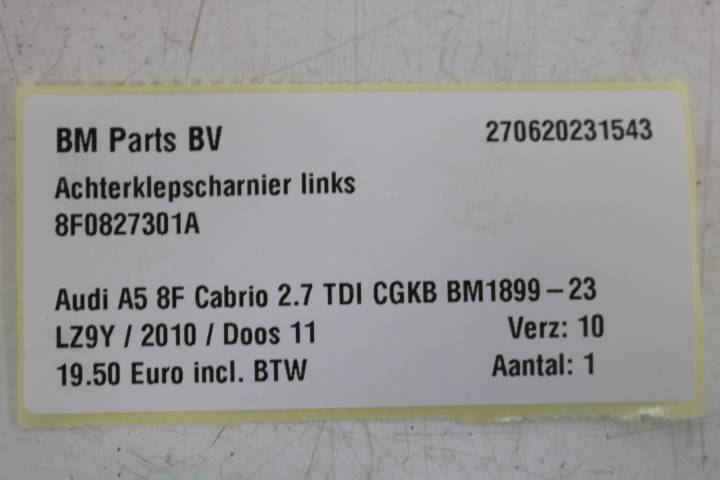 BM Parts BV 270620231543
Achterklepscharnier links
8F0827301A
Audi A5 8F Cabrio 2.7 TDI CGKB BM1899-23
LZ9Y / 2010 / Doos 11 Verz: 10
19.50 Euro incl. BTW Aantal: 1